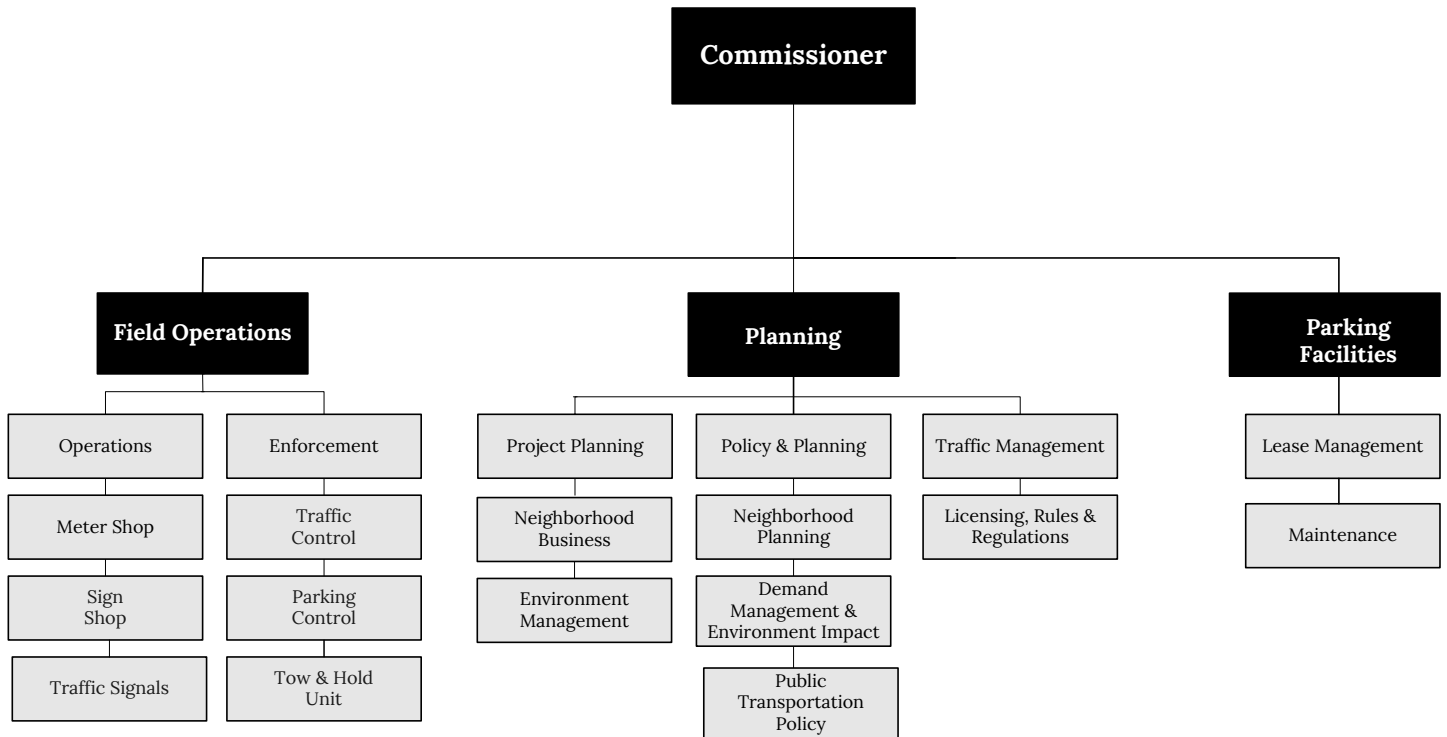 Commissioner
Field Operations
Planning
Parking
Facilities
Operations
Enforcement
Project Planning
Policy & Planning
Traffic Management
Lease Management
Meter Shop
Traffic
Control
Neighborhood
Business
Neighborhood
Planning
Licensing, Rules &
Regulations
Maintenance
Sign
Shop
Parking
Control
Environment
Management
Demand
Management &
Environment Impact
Traffic Signals
Tow & Hold
Unit
Public
Transportation
Policy